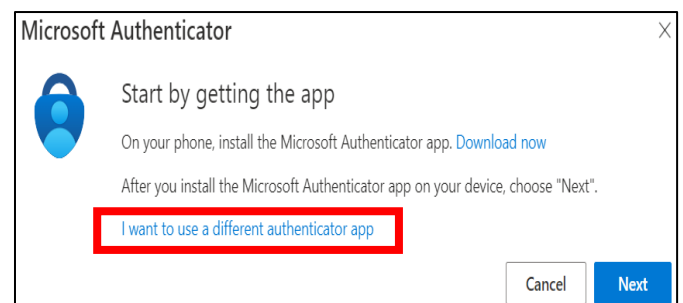 Microsoft Authenticator
Start by getting the app
On your phone, install the Microsoft Authenticator app. Download now
After you install the Microsoft Authenticator app on your device, choose "Next".
I want to use a different authenticator app
Cancel Next